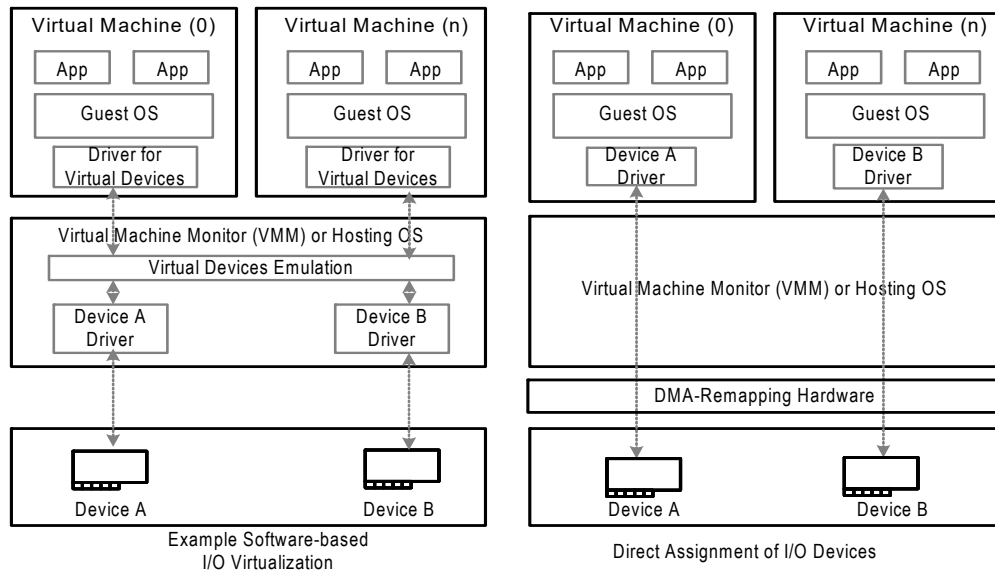 Virtual Machine (0)
App
App
Guest OS
Driver for
Virtual Devices
Virtual Machine (n)
App
App
Guest OS
Driver for
Virtual Devices
Virtual Machine Monitor (VMM) or Hosting OS
Virtual Devices Emulation
Device A
Driver
Device B
Driver
Device A
Device B
Example Software-based
I/O Virtualization
Virtual Machine (0)
App
App
Guest OS
Device A
Driver
Virtual Machine (n)
App
App
Guest OS
Device B
Driver
Virtual Machine Monitor (VMM) or Hosting OS
DMA-Remapping Hardware
Device A
Device B
Direct Assignment of I/O Devices